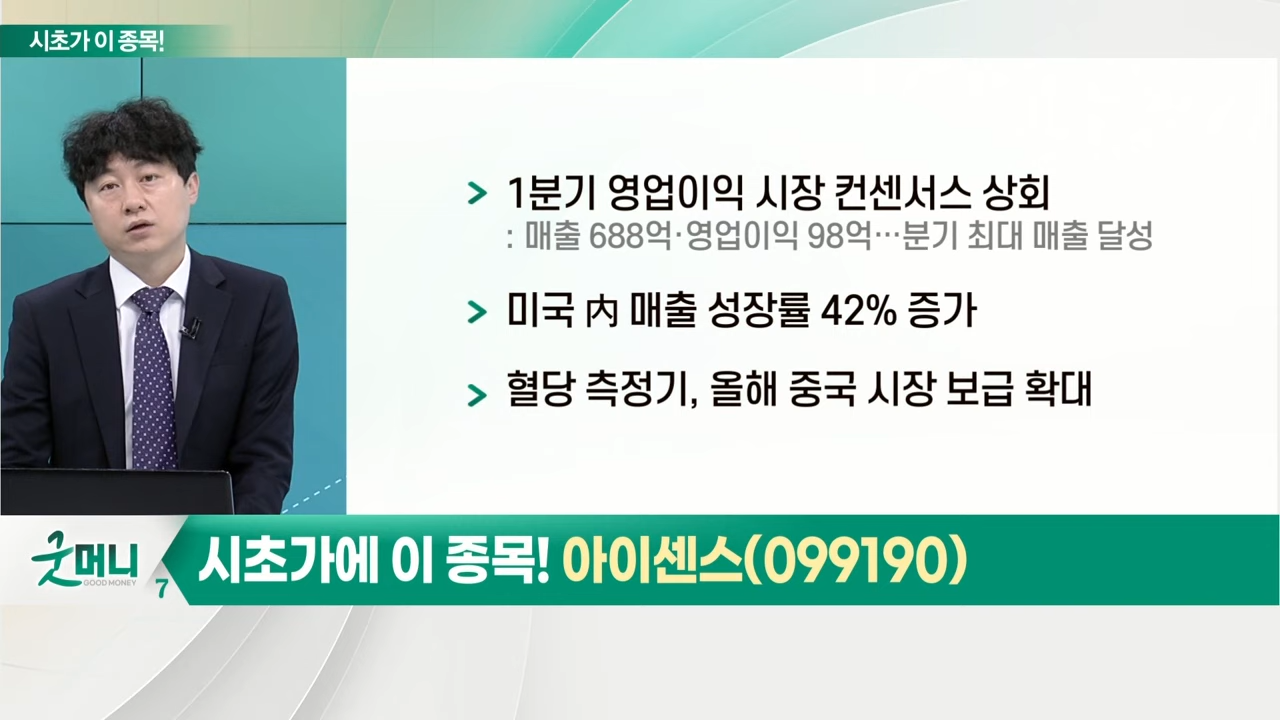 시초가 이 종목!
> 1분기 영업이익 시장 컨센서스 상회
: 매출 688억·영업이익 98억…분기 최대 매출 달성
> 미국 內 매출 성장률 42% 증가
> 혈당 측정기, 올해 중국 시장 보급 확대
굿머니
GOOD MONEY
7
시초가에 이 종목! 아이센스(099190)